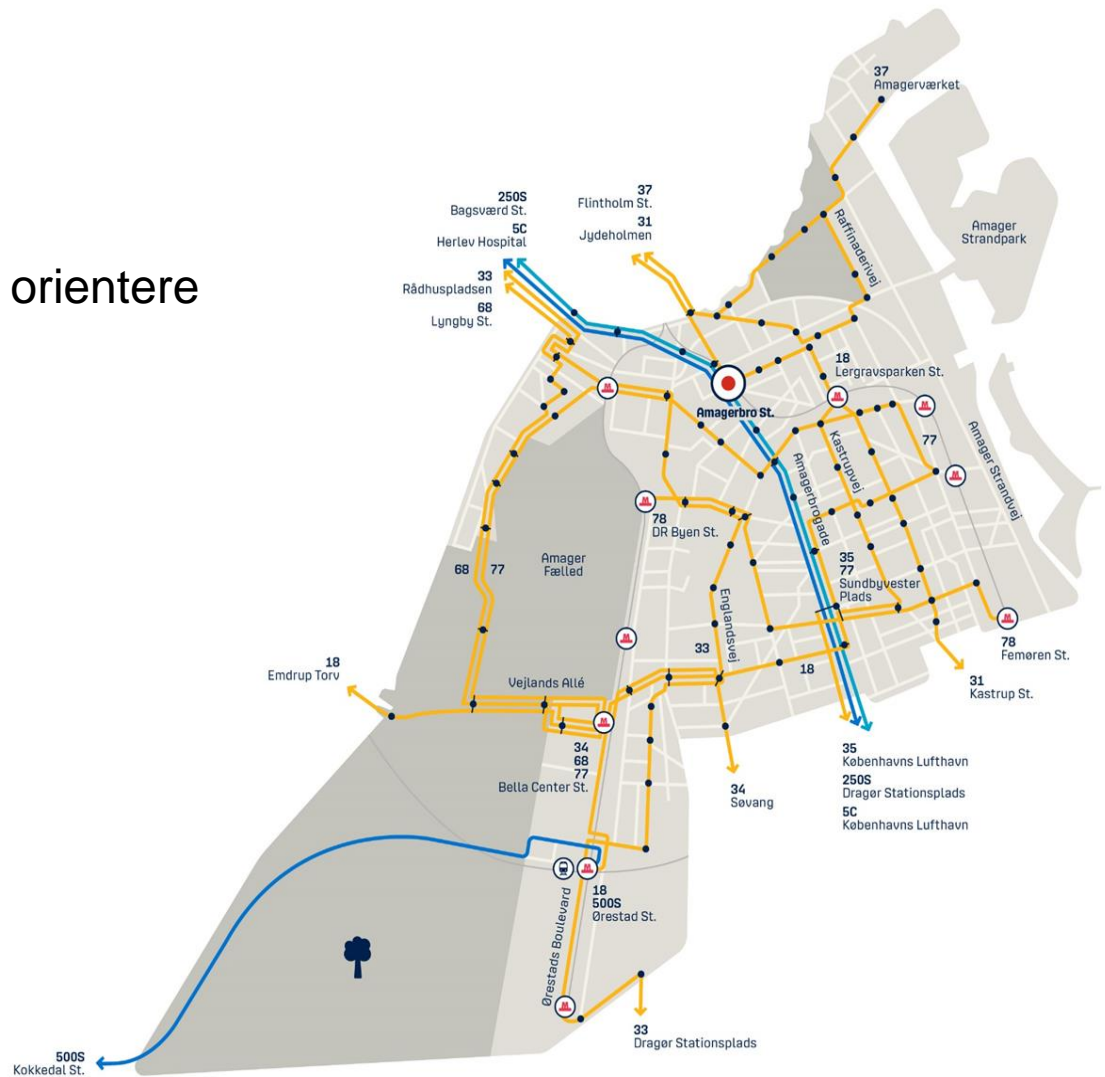 37
Amagerværket
Amager
Strandpark
Raffinaderivej
250S
Bagsværd St.
5C
Herlev Hospital
33
Rådhuspladsen
68
Lyngby St.
37
Flintholm St.
31
Jydeholmen
orientere
18
Lergravsparken St.
Amagerbro St.
77
Amager Strandvej
Kastrupvej
Amagerbrogade
78
DR Byen St.
Amager
Fælled
68
77
35
77
Sundbyvester
Plads
Englandsvej
33
18
78
Femøren St.
31
Kastrup St.
18
Emdrup Torv
Vejlands Allé
34
68
77
Bella Center St.
34
Søvang
35
Københavns Lufthavn
250S
Dragør Stationsplads
5C
Københavns Lufthavn
18
500S
Ørestad St.
Ørestads Boulevard
33
Dragør Stationsplads
500S
Kokkedal St.